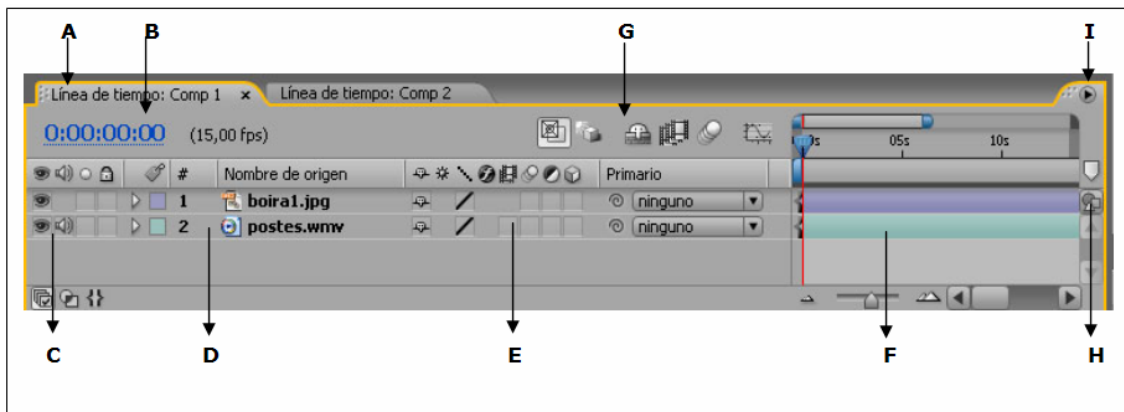 A B G I
Línea de tiempo: Comp 1 × Línea de tiempo: Comp 2
0:00:00:00 (15,00 fps)
05s 10s
# Nombre de origen Primario
1 boira1.jpg ninguno
2 postes.wmv ninguno
C D E F H